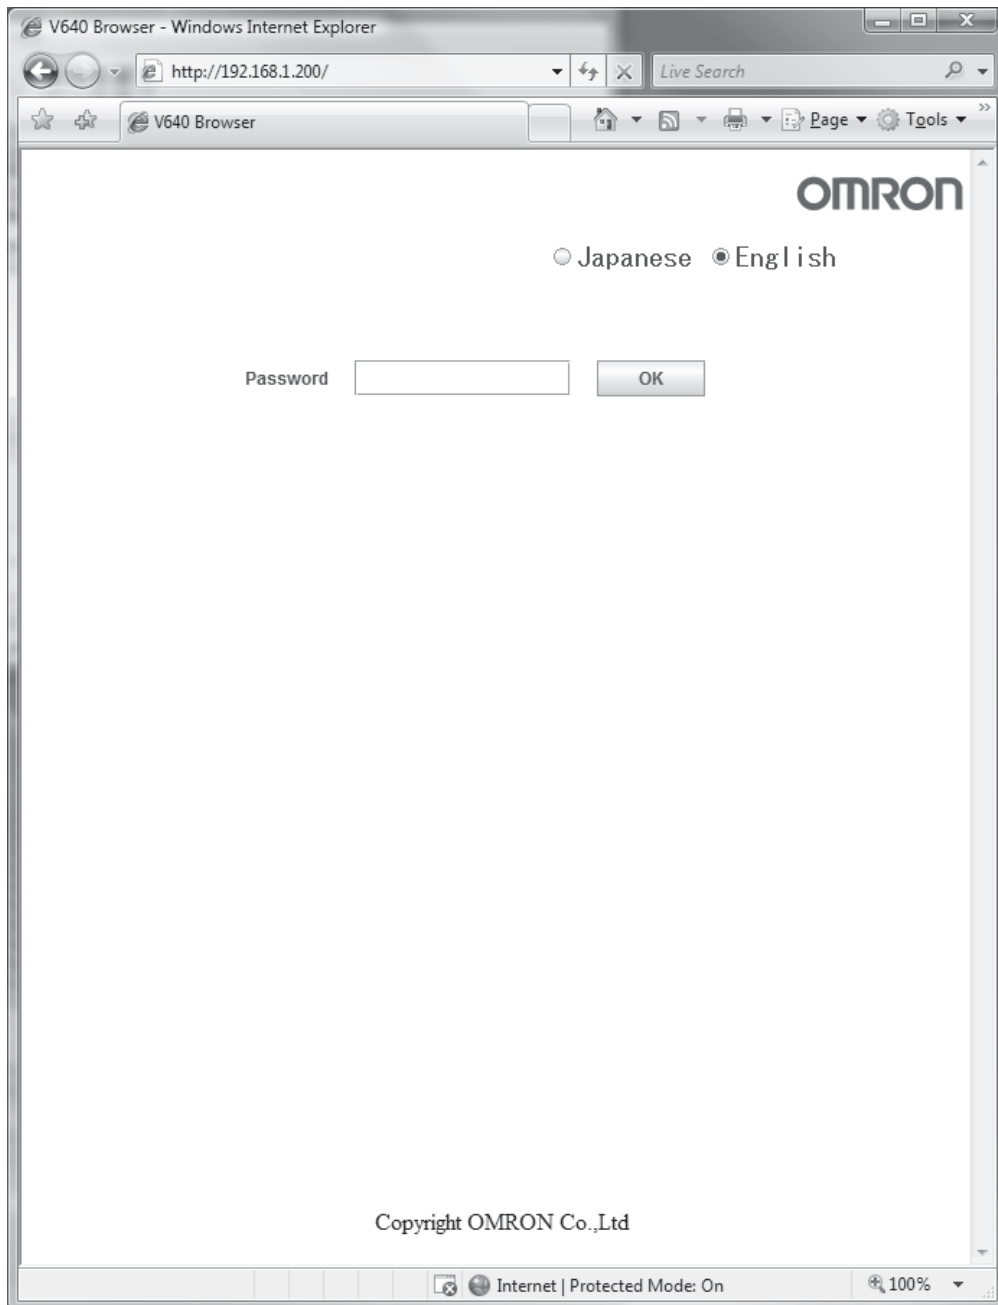 V640 Browser - Windows Internet Explorer
http://192.168.1.200/
Live Search
V640 Browser
Page
Tools
OMRON
Japanese English
Password
OK
Copyright OMRON Co.,Ltd
Internet | Protected Mode: On
100%